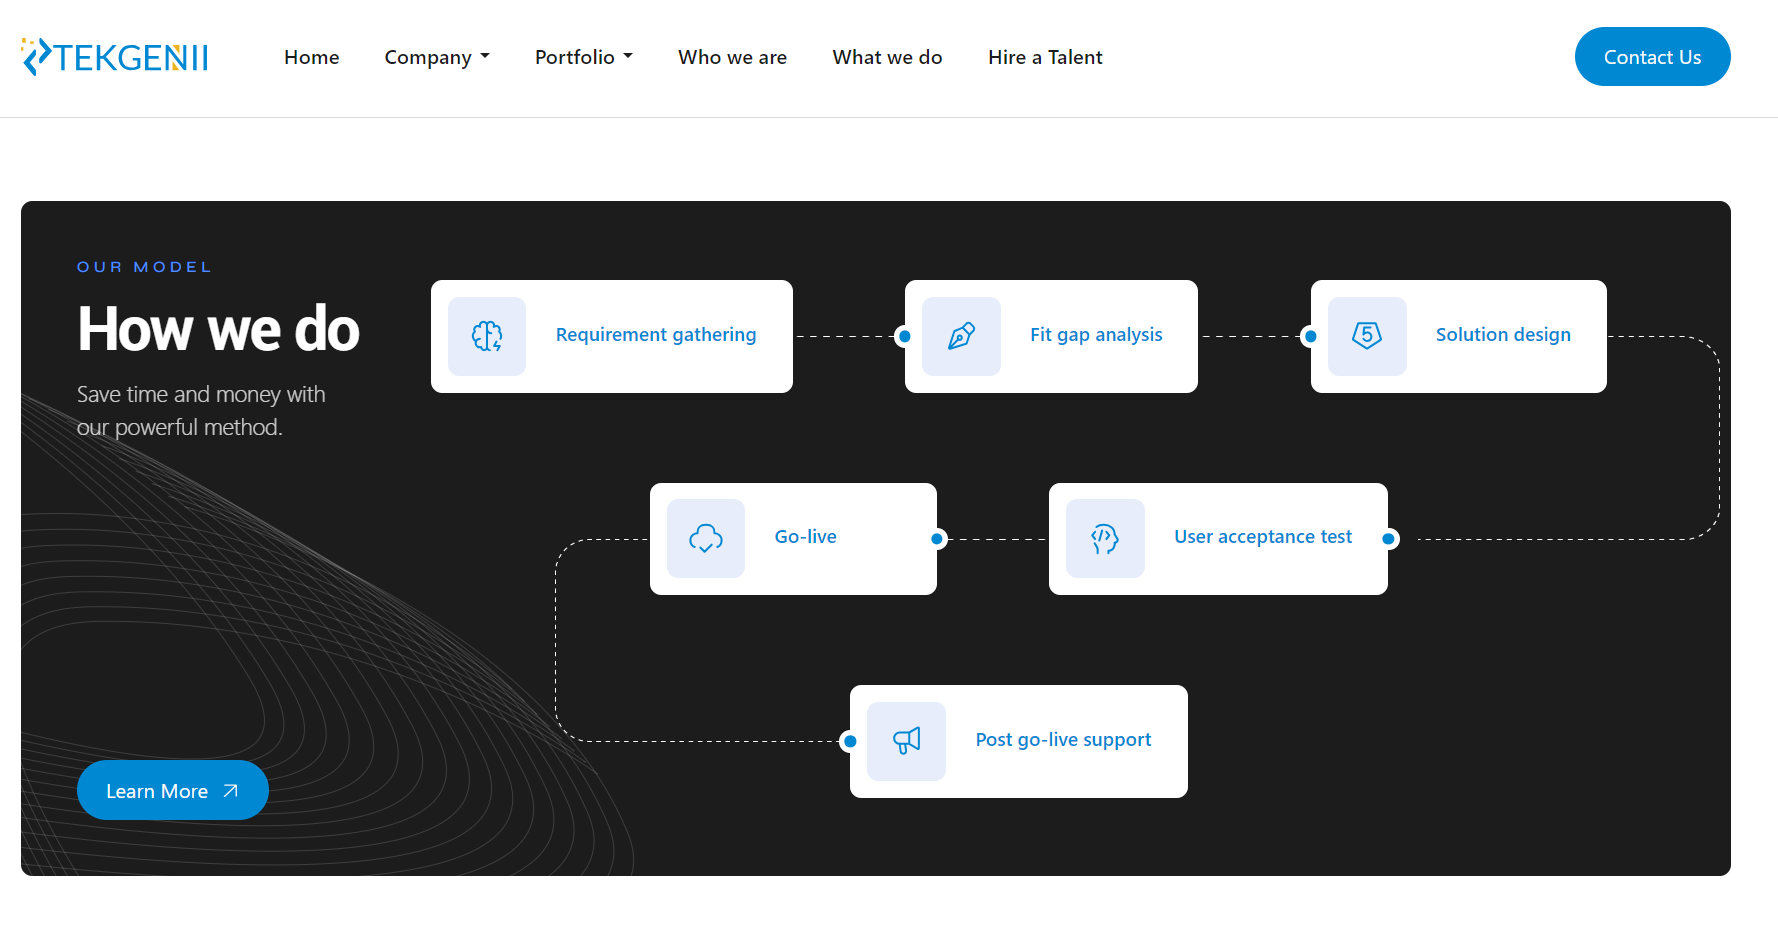 TEKGENII
Home
Company
Portfolio
Who we are
What we do
Hire a Talent
Contact Us
OUR MODEL
How we do
Save time and money with
our powerful method.
Learn More
Requirement gathering
Fit gap analysis
5
Solution design
User acceptance test
Go-live
Post go-live support